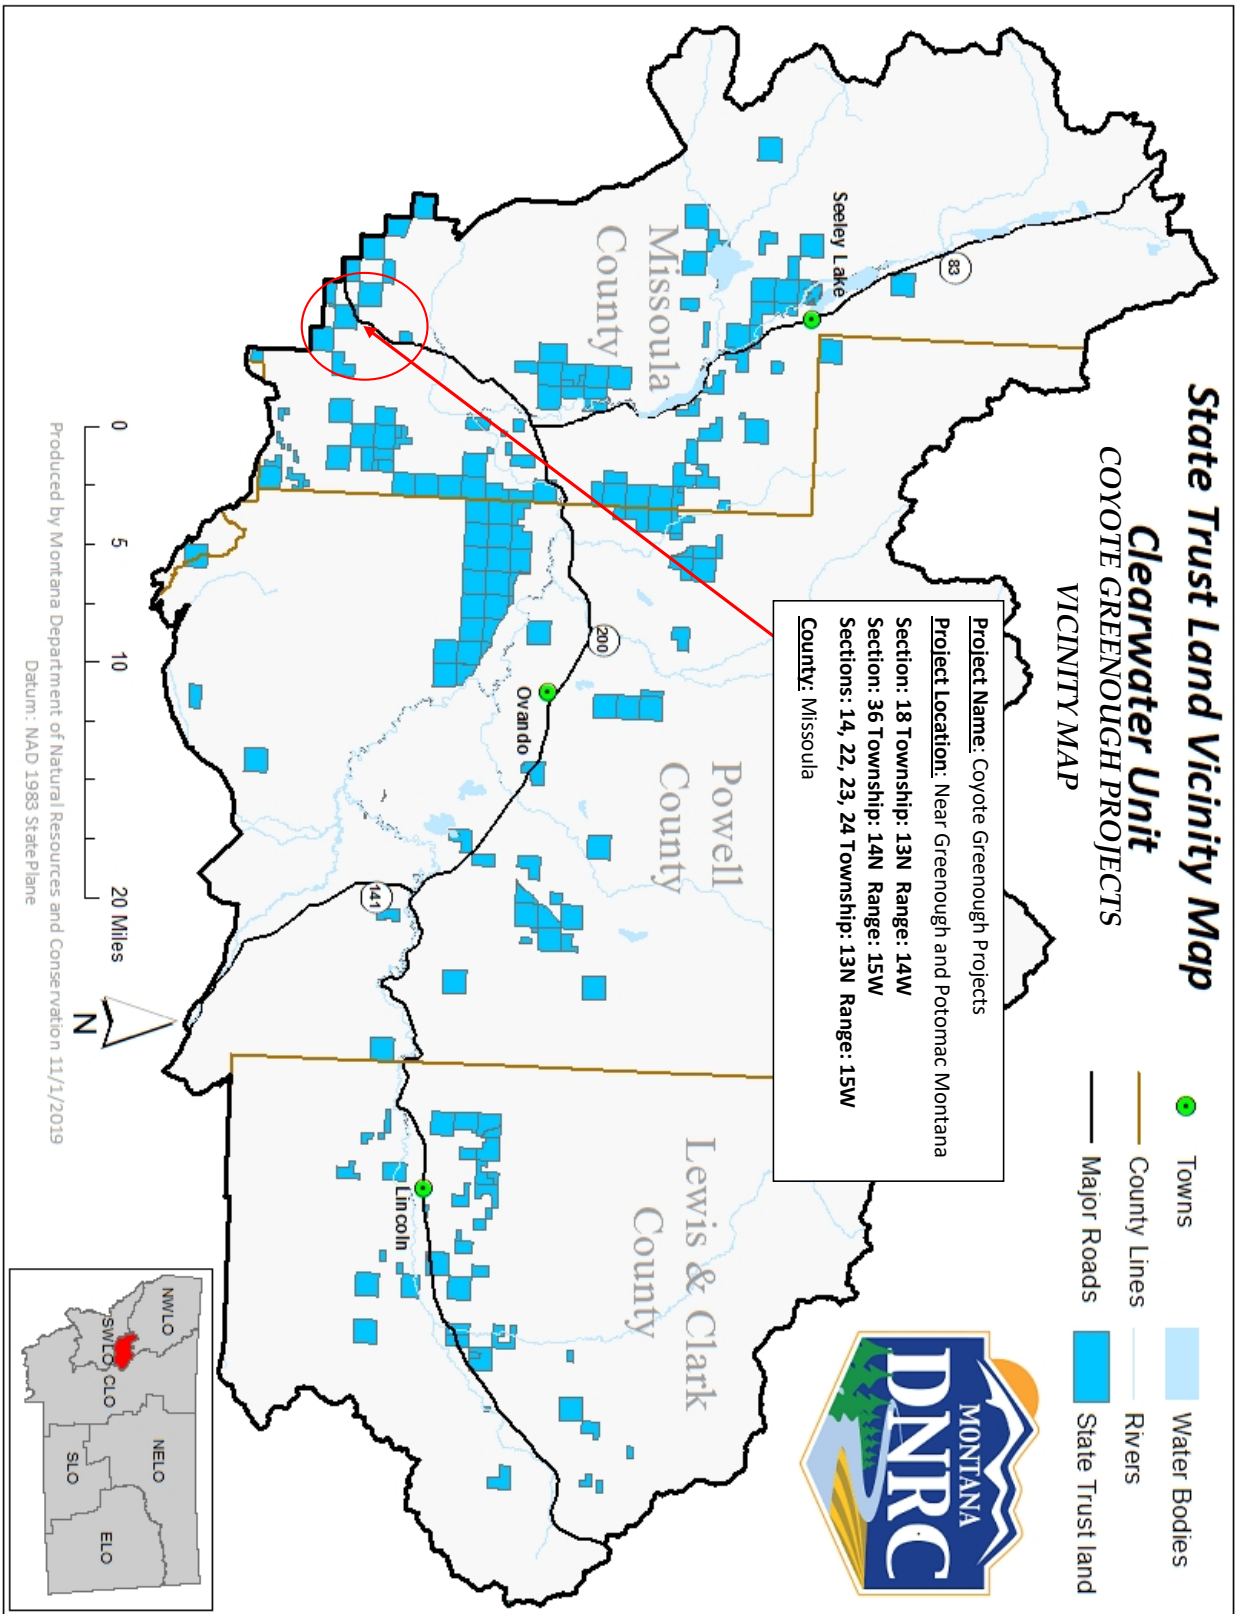 State Trust Land Vicinity Map
Clearwater Unit
COYOTE GREENOUGH PROJECTS
VICINITY MAP
Towns
County Lines
Major Roads
Water Bodies
Rivers
State Trust land
Project Name: Coyote Greenough Projects
Project Location: Near Greenough and Potomac Montana
Section: 18 Township: 13N Range: 14W
Section: 36 Township: 14N Range: 15W
Sections: 14, 22, 23, 24 Township: 13N Range: 15W
County: Missoula
MONTANA
DNRC
83
Seeley Lake
Missoula
County
200
Ovando
Powell
County
141
Lewis & Clark
County
Lincoln
0
5
10
20 Miles
N
Produced by Montana Department of Natural Resources and Conservation 11/1/2019
Datum: NAD 1983 StatePlane
NWLO
SWLO
CLO
NELO
SLO
ELO